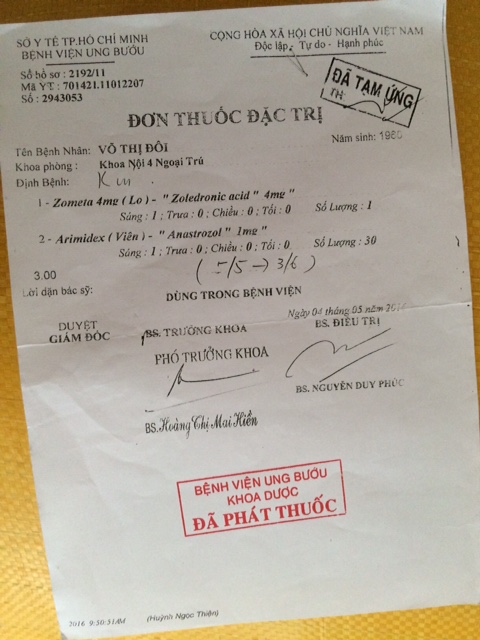 SỞ Y TẾ TP.HỒ CHÍ MINH
BỆNH VIỆN UNG BƯỚU
CỘNG HÒA XÃ HỘI CHỦ NGHĨA VIỆT NAM
Độc lập - Tự do - Hạnh phúc
Số hồ sơ : 2192/11
Mã YT : 701421.11012207
Số : 2943053
ĐÃ TẠM ỨNG
TH:
ĐƠN THUỐC ĐẶC TRỊ
Tên Bệnh Nhân: VÕ THỊ ĐÔI
Năm sinh:
Khoa phòng : Khoa Nội 4 Ngoại Trú
Định Bệnh: K
1 - Zometa 4mg ( Lo ) - " Zoledronic acid " 4mg "
Sáng : 1 ; Trưa : 0 ; Chiều : 0 ; Tối : 0 Số Lượng : 1
2 - Arimidex ( Viên ) - " Anastrozol " 1mg "
Sáng : 1 ; Trưa : 0 ; Chiều : 0 ; Tối : 0 Số Lượng : 30
3.00
( 5/5 → 3/6 )
Lời dặn bác sỹ:
DÙNG TRONG BỆNH VIỆN
Ngày 04 tháng 05 năm
DUYỆT
GIÁM ĐỐC
BS. TRƯỞNG KHOA
BS. ĐIỀU TRỊ
PHÓ TRƯỞNG KHOA
BS. NGUYỄN DUY PHÚC
BS. Hoàng Thị Mai Hiền
BỆNH VIỆN UNG BƯỚU
KHOA DƯỢC
ĐÃ PHÁT THUỐC
2016 9:50:51AM (Huỳnh Ngọc Thiện)